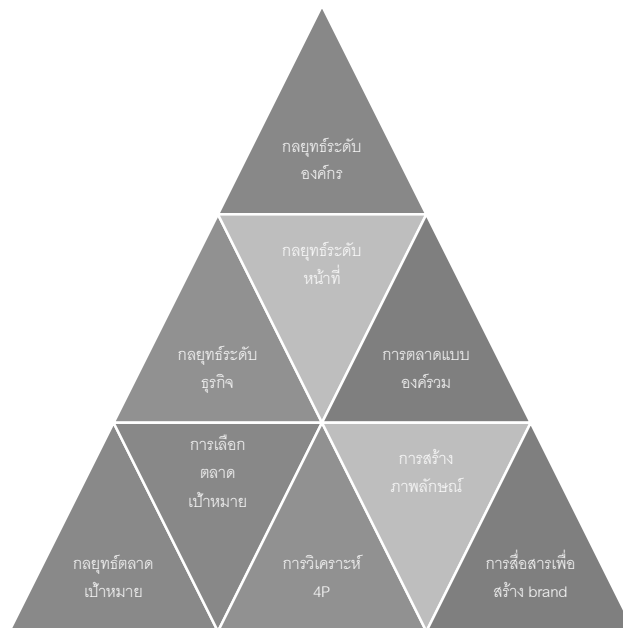 กลยุทธ์ระดับ
องค์กร
กลยุทธ์ระดับ
หน้าที่
กลยุทธ์ระดับ
ธุรกิจ
การตลาดแบบ
องค์รวม
การเลือก
ตลาด
เป้าหมาย
การสร้าง
ภาพลักษณ์
กลยุทธ์ตลาด
เป้าหมาย
การวิเคราะห์
4P
การสื่อสารเพื่อ
สร้าง brand